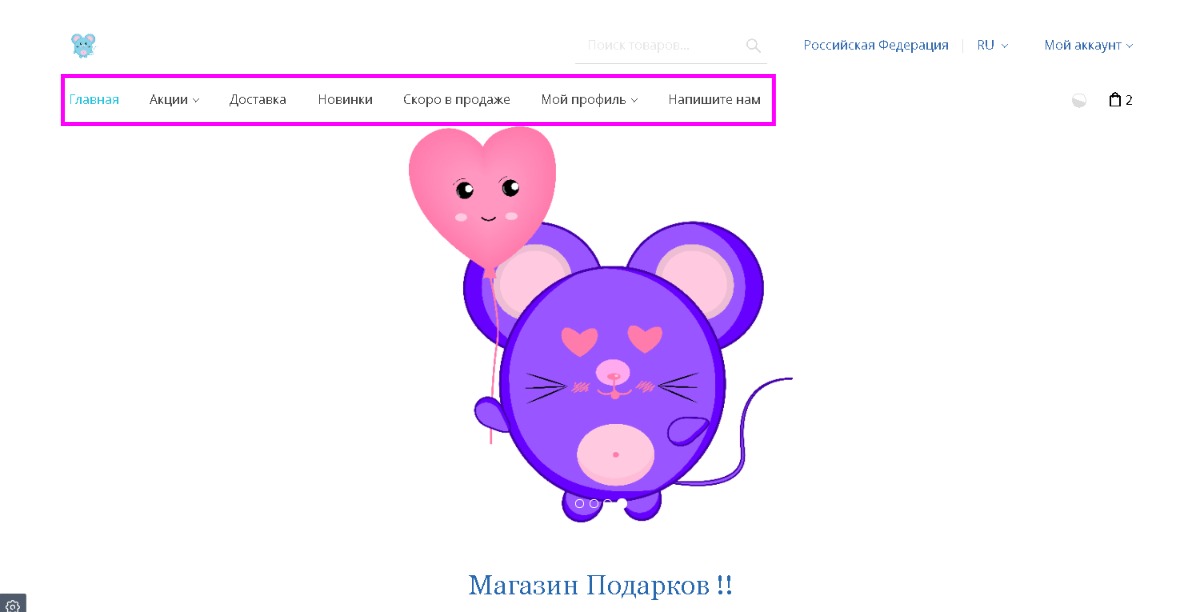 Поиск товаров...
Российская Федерация
RU
Мой аккаунт
Главная Акции Доставка Новинки Скоро в продаже Мой профиль Напишите нам
2
Магазин Подарков !!